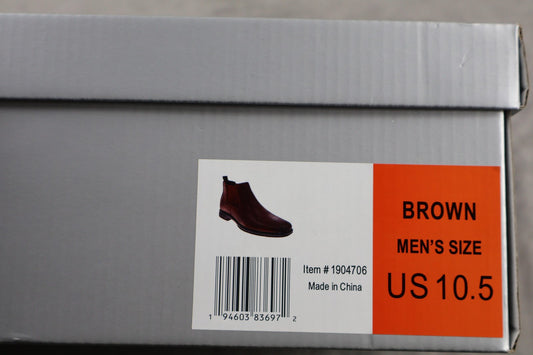 BROWN
MEN'S SIZE
US 10.5
Item # 1904706
Made in China
1 94603 83697 2